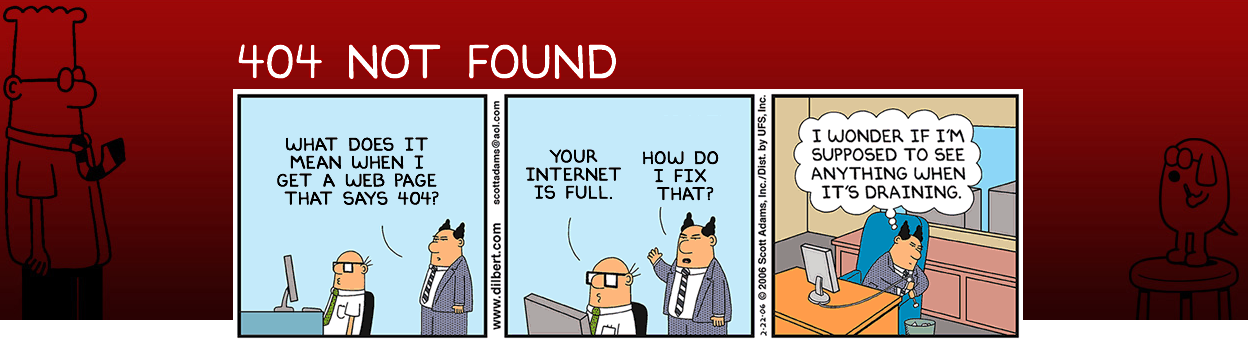 404 NOT FOUND
WHAT DOES IT
MEAN WHEN I
GET A WEB PAGE
THAT SAYS 404?
www.dilbert.com
scottadams@aol.com
YOUR
INTERNET
IS FULL.
HOW DO
I FIX
THAT?
2-22-06 © 2006 Scott Adams, Inc./Dist. by UFS, Inc.
I WONDER IF I'M
SUPPOSED TO SEE
ANYTHING WHEN
IT'S DRAINING.